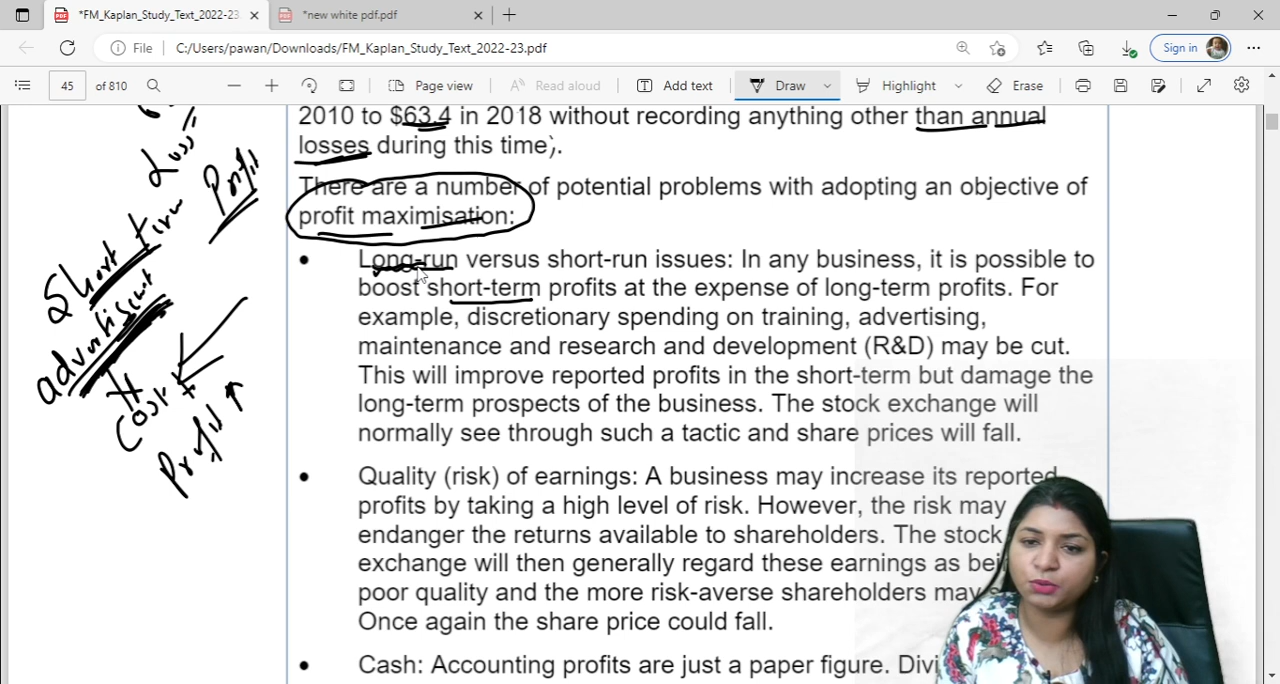 *FM_Kaplan_Study_Text_2022-23. *new white pdf.pdf
File C:/Users/pawan/Downloads/FM_Kaplan_Study_Text_2022-23.pdf Sign in
45 of 810 Page view Read aloud Add text Draw Highlight Erase
2010 to $63.4 in 2018 without recording anything other than annual
losses during this time).
There are a number of potential problems with adopting an objective of
profit maximisation:
• Long-run versus short-run issues: In any business, it is possible to
boost short-term profits at the expense of long-term profits. For
example, discretionary spending on training, advertising,
maintenance and research and development (R&D) may be cut.
This will improve reported profits in the short-term but damage the
long-term prospects of the business. The stock exchange will
normally see through such a tactic and share prices will fall.
• Quality (risk) of earnings: A business may increase its reported
profits by taking a high level of risk. However, the risk may
endanger the returns available to shareholders. The stock
exchange will then generally regard these earnings as bei
poor quality and the more risk-averse shareholders may
Once again the share price could fall.
• Cash: Accounting profits are just a paper figure. Divi
Loss
Profit
Short term
Cost
Profit ↑